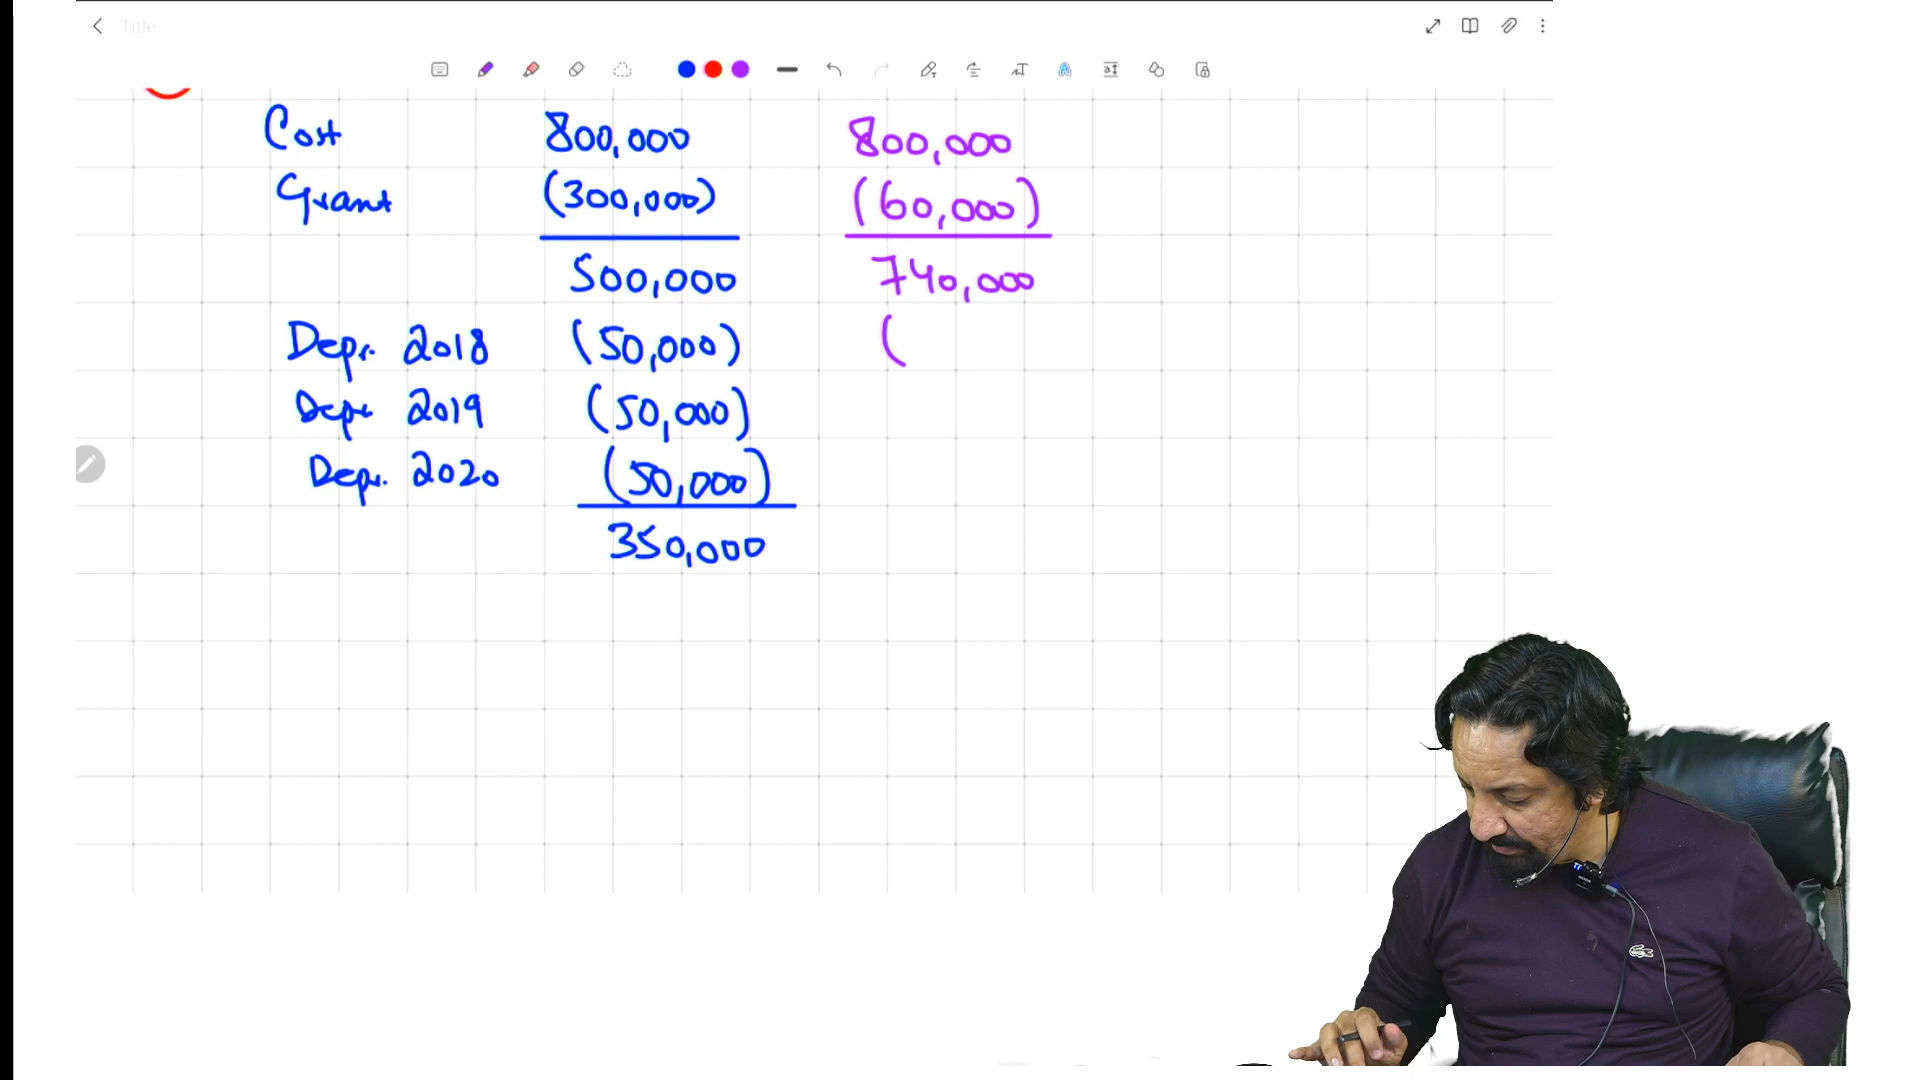 Title
Cost 800,000 800,000
Grant (300,000) (60,000)
500,000 740,000
Depr. 2018 (50,000) (
Depr. 2019 (50,000)
Depr. 2020 (50,000)
350,000